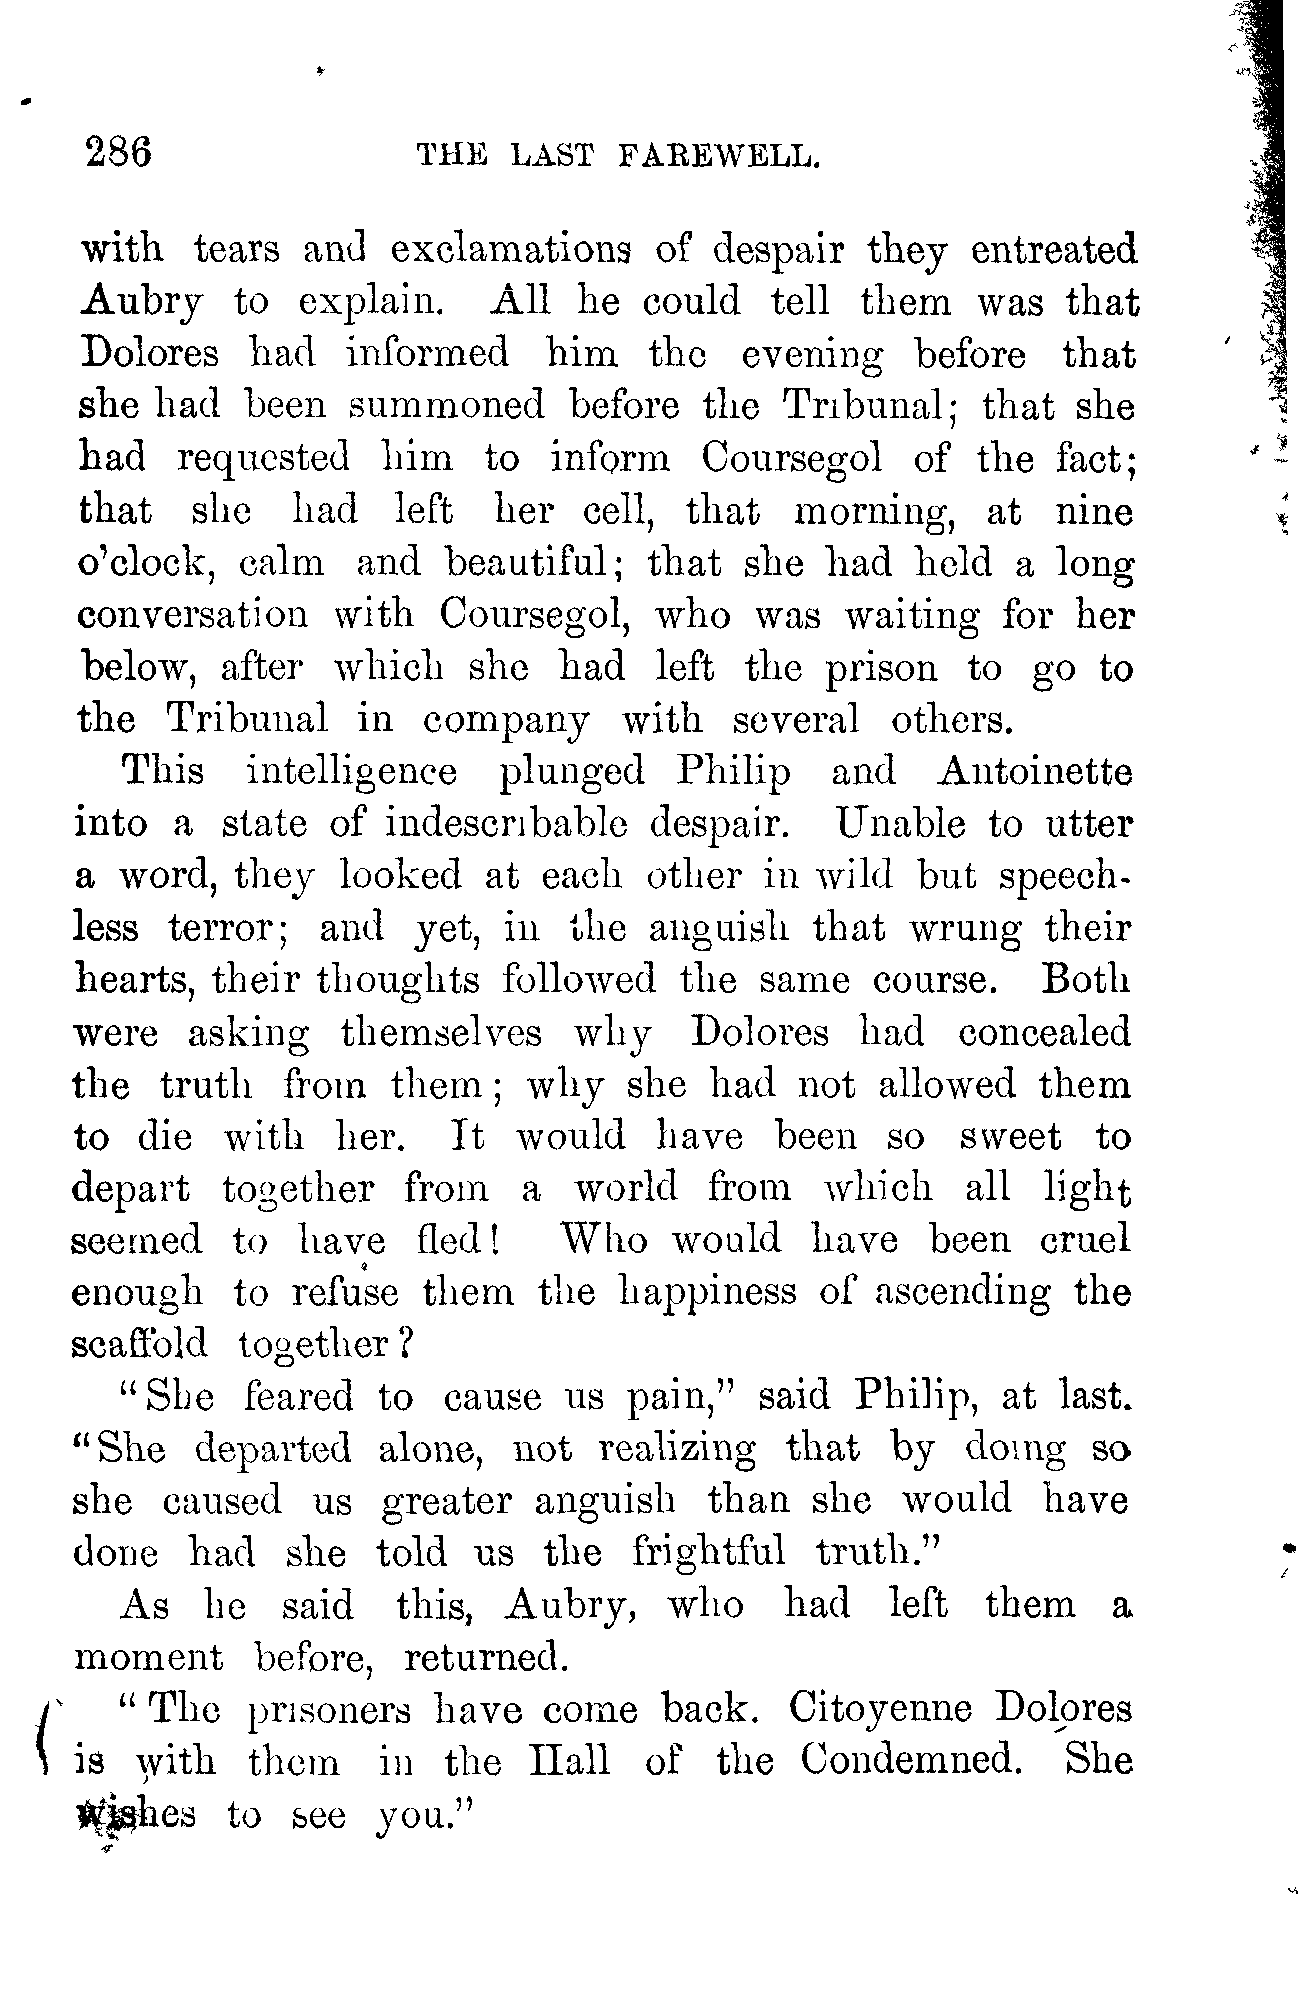 286 THE LAST FAREWELL.
with tears and exclamations of despair they entreated
Aubry to explain. All he could tell them was that
Dolores had informed him the evening before that
she had been summoned before the Tribunal; that she
had requested him to inform Coursegol of the fact;
that she had left her cell, that morning, at nine
o'clock, calm and beautiful; that she had held a long
conversation with Coursegol, who was waiting for her
below, after which she had left the prison to go to
the Tribunal in company with several others.
This intelligence plunged Philip and Antoinette
into a state of indescribable despair. Unable to utter
a word, they looked at each other in wild but speech-
less terror; and yet, in the anguish that wrung their
hearts, their thoughts followed the same course. Both
were asking themselves why Dolores had concealed
the truth from them; why she had not allowed them
to die with her. It would have been so sweet to
depart together from a world from which all light
seemed to have fled! Who would have been cruel
enough to refuse them the happiness of ascending the
scaffold together?
"She feared to cause us pain," said Philip, at last.
"She departed alone, not realizing that by doing so
she caused us greater anguish than she would have
done had she told us the frightful truth."
As he said this, Aubry, who had left them a
moment before, returned.
"The prisoners have come back. Citoyenne Dolores
is with them in the Hall of the Condemned. She
wishes to see you."